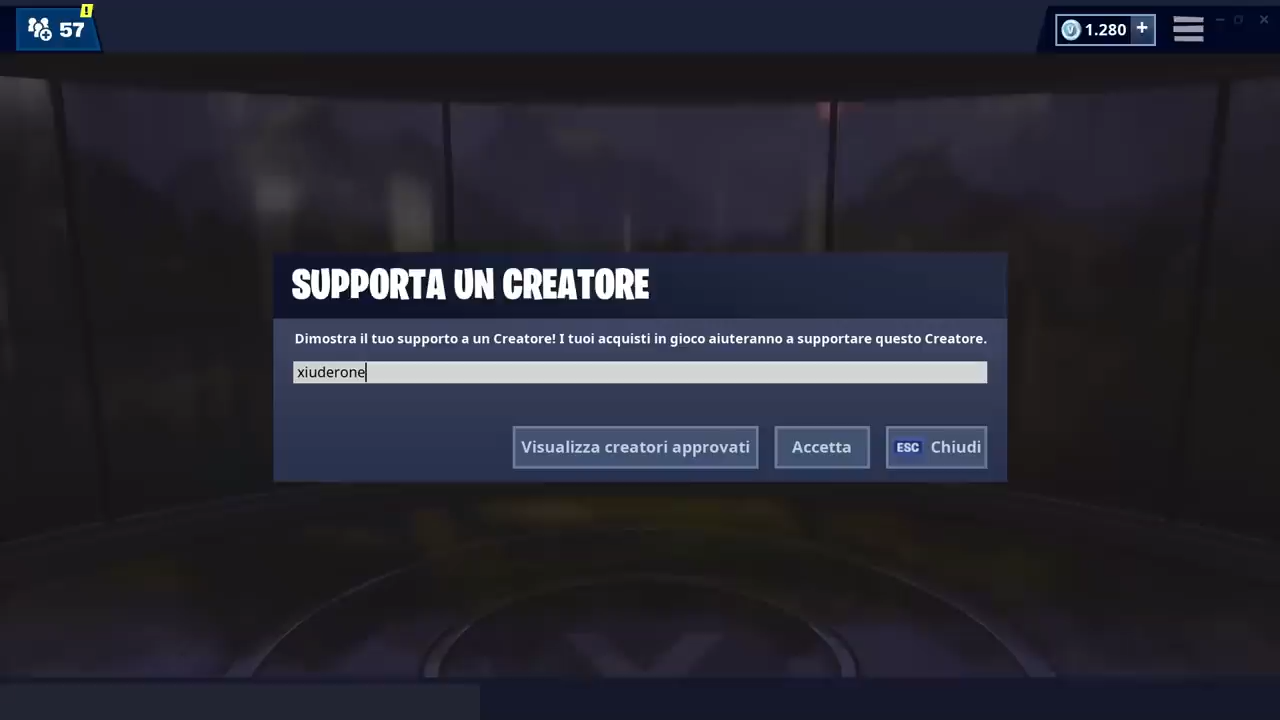 57
!
1.280 +
SUPPORTA UN CREATORE
Dimostra il tuo supporto a un Creatore! I tuoi acquisti in gioco aiuteranno a supportare questo Creatore.
xiuderone
Visualizza creatori approvati
Accetta
ESC Chiudi